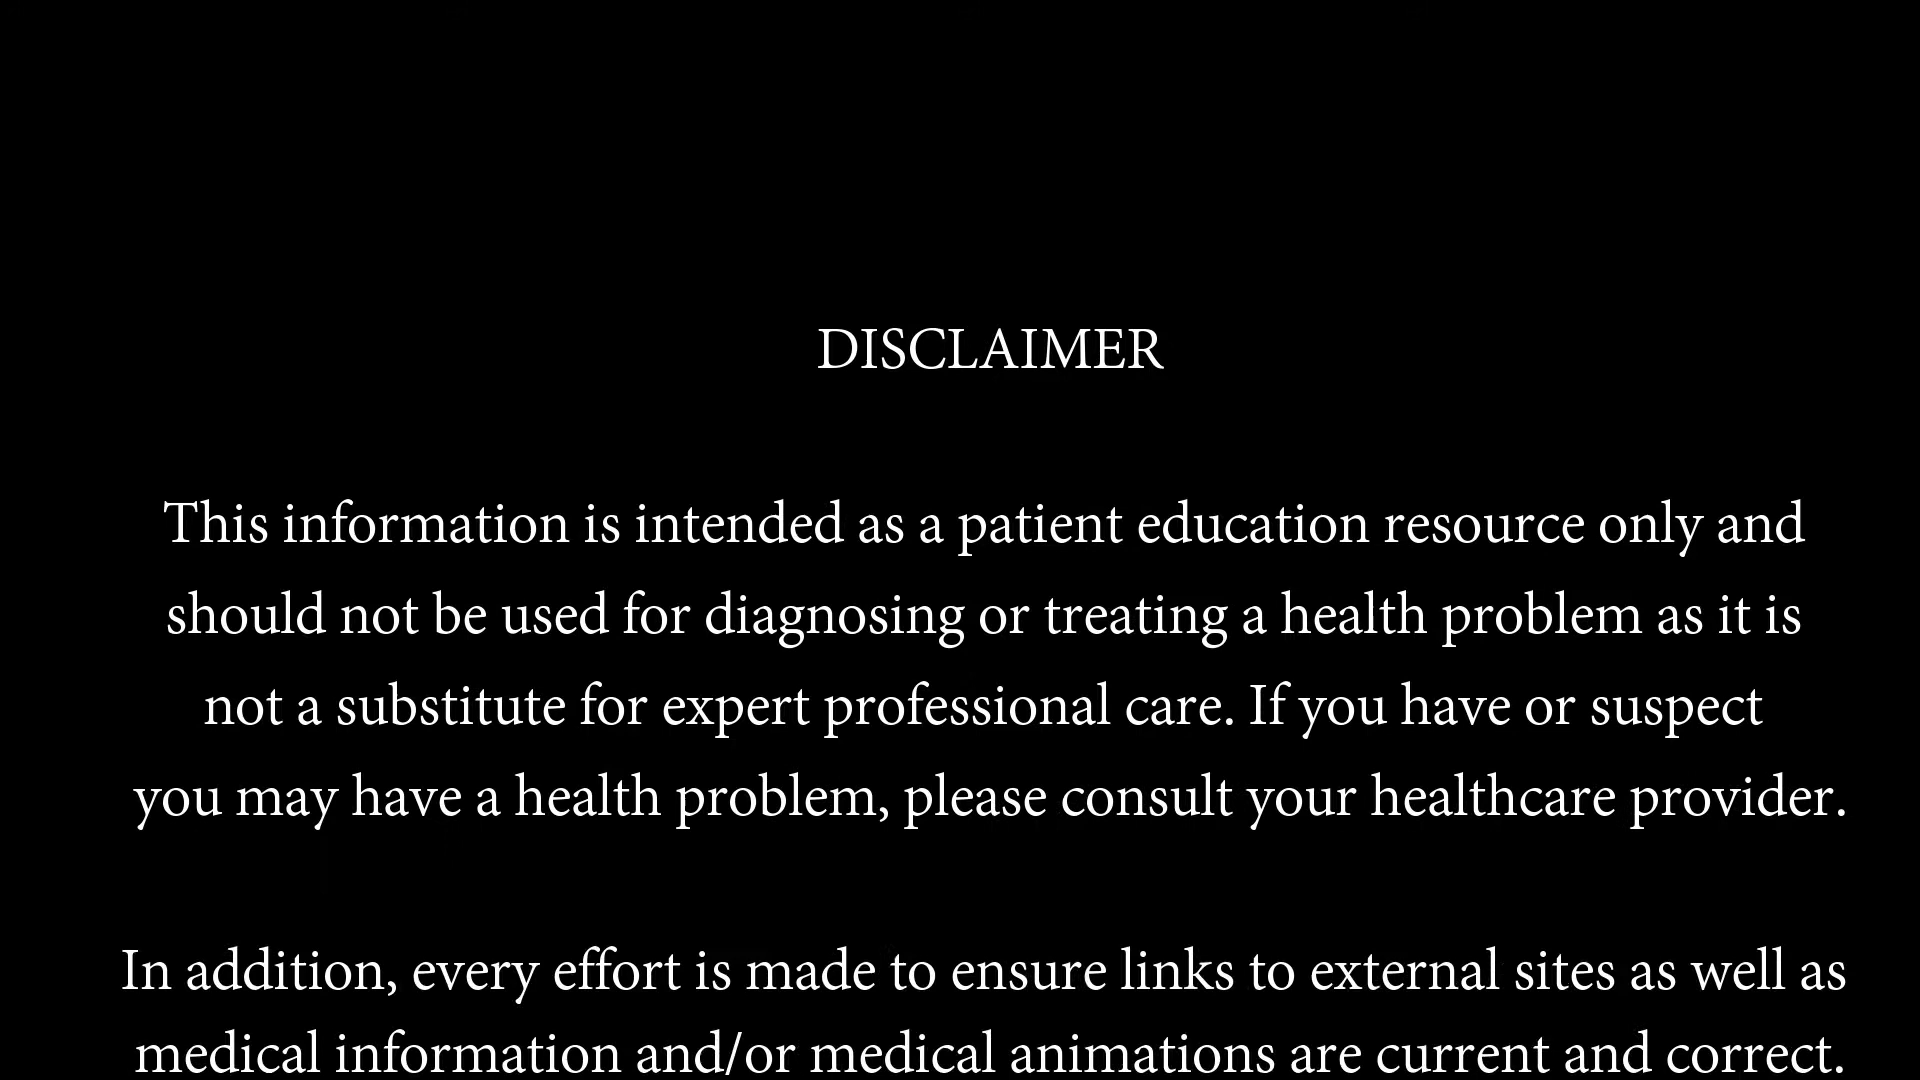 DISCLAIMER
This information is intended as a patient education resource only and
should not be used for diagnosing or treating a health problem as it is
not a substitute for expert professional care. If you have or suspect
you may have a health problem, please consult your healthcare provider.
In addition, every effort is made to ensure links to external sites as well as
medical information and/or medical animations are current and correct.